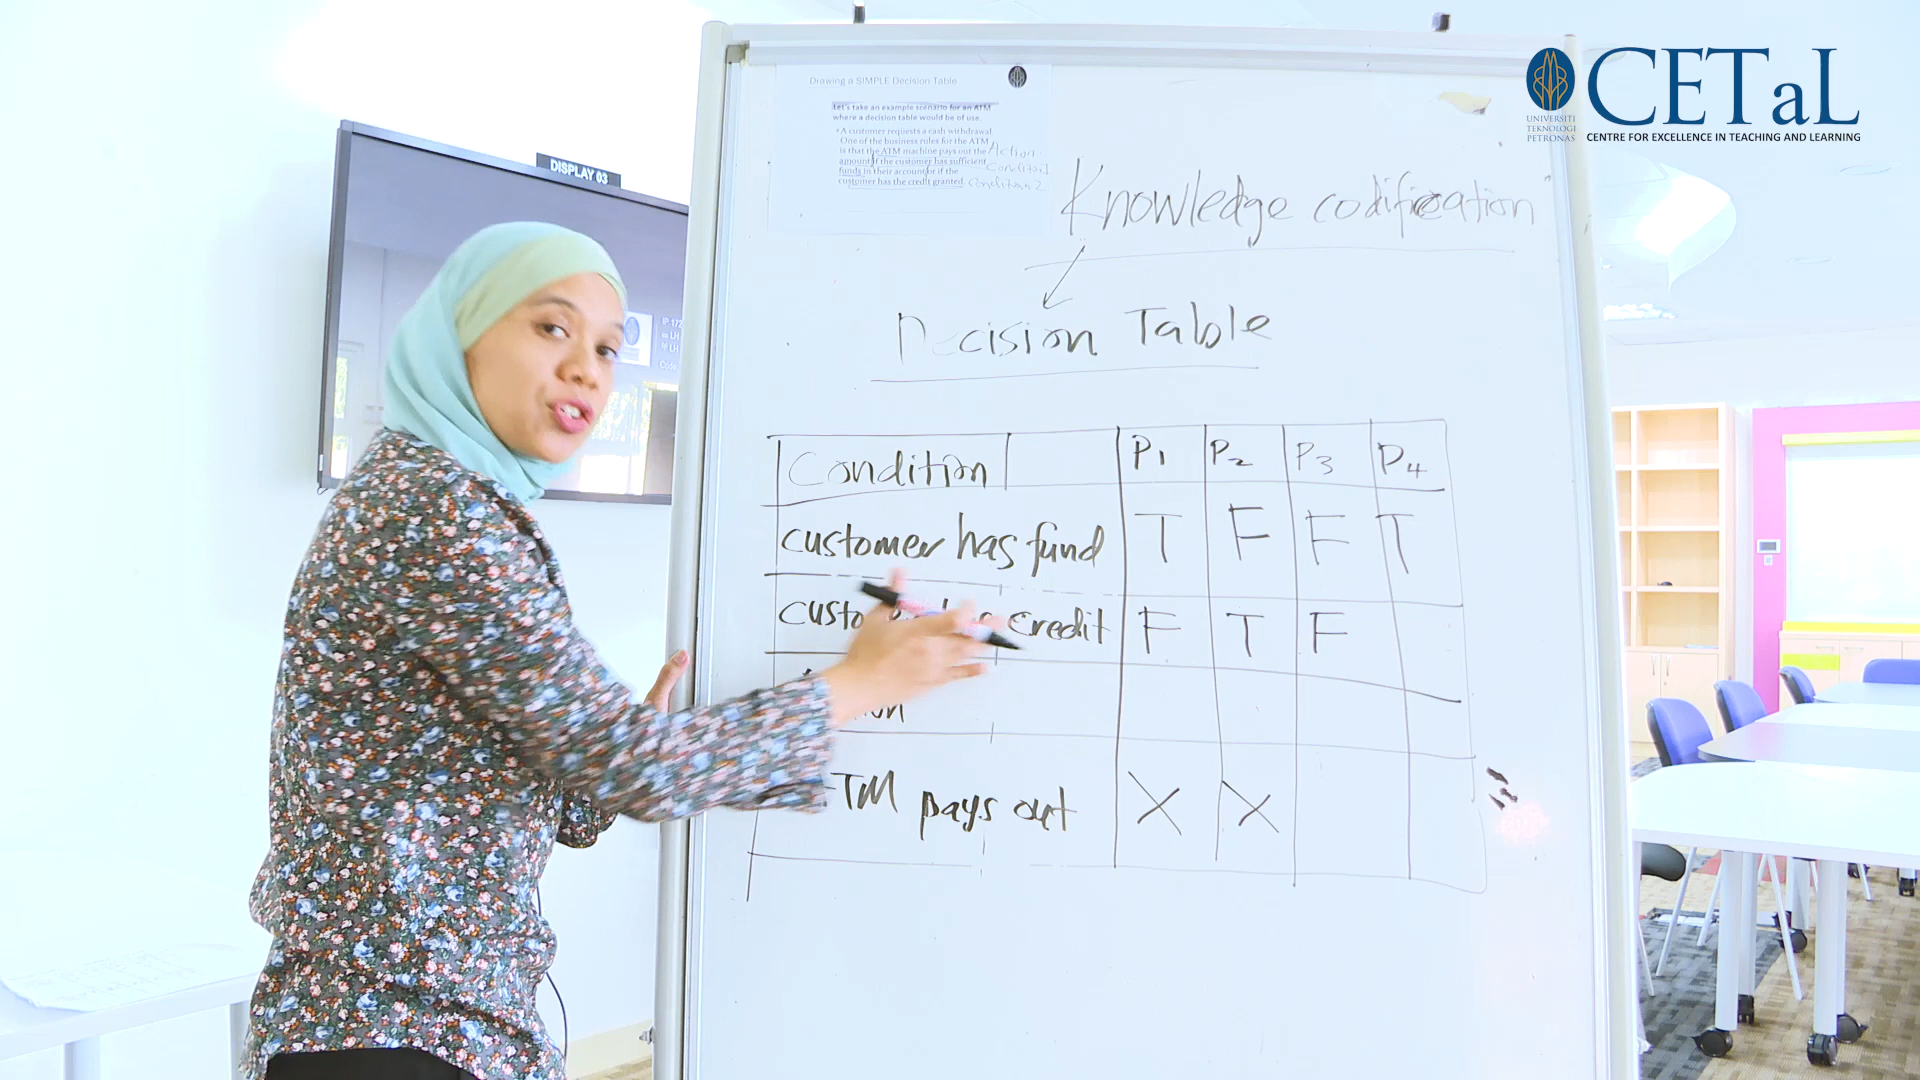 CETaL
UNIVERSITI
TEKNOLOGI
PETRONAS
CENTRE FOR EXCELLENCE IN TEACHING AND LEARNING
DISPLAY 03
Drawing a SIMPLE Decision Table
Let's take an example scenario for an ATM
where a decision table would be of use.
• A customer requests a cash withdrawal.
One of the business rules for the ATM
is that the ATM machine pays out the Action
amount if the customer has sufficient Condition 1
funds in their account or if the
customer has the credit granted Condition 2
Knowledge codification
Decision Table
Condition P1 P2 P3 P4
customer has fund T F F T
credit F T F
TM pays out X X